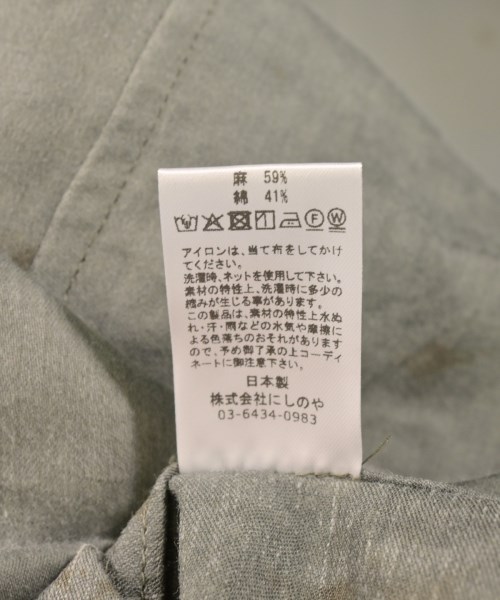 麻 59%
綿 41%
アイロンは、当て布をしてかけ
てください。
洗濯時、ネットを使用して下さい。
素材の特性上、洗濯時に多少の
縮みが生じる事があります。
この製品は、素材の特性上水ぬ
れ・汗・雨などの水気や摩擦に
よる色落ちのおそれがあります
ので、予め御了承の上コーディ
ネートに御注意下さい。
日本製
株式会社にしのや
03-6434-0983